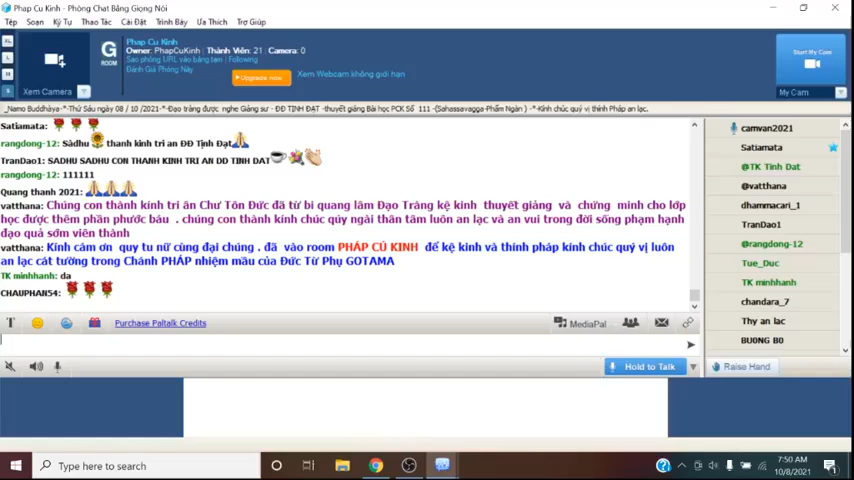 Phap Cu Kinh - Phòng Chat Bằng Giọng Nói
Tệp Soạn Ký Tự Thao Tác Cài Đặt Trình Bày Ưa Thích Trợ Giúp
XL
L
M
S
Xem Camera
G
ROOM
Phap Cu Kinh
Owner: PhapCuKinh | Thành Viên: 21 | Camera: 0
Sao phỏng URL vào bảng tạm | Following
Đánh Giá Phòng Này
Upgrade now
Xem Webcam không giới hạn
Start My Cam
My Cam
_Namo Buddhàya-*-Thứ Sáu ngày 08 / 10 /2021-*-Đạo tràng được nghe Giảng sư - ĐĐ TỊNH ĐẠT -thuyết giảng Bài học PCK Số 111 -(Sahassavagga-Phẩm Ngàn ) -*-Kính chúc quý vị thính Pháp an lạc.
Satiamata:
rangdong-12: Sādhu thanh kính tri ân ĐĐ Tịnh Đạt
TranDao1: SADHU SADHU CON THANH KINH TRI AN DD TINH DAT
rangdong-12: 111111
Quang thanh 2021:
vatthana: Chúng con thành kính tri ân Chư Tôn Đức đã từ bi quang lâm Đạo Tràng kệ kinh thuyết giảng và chứng minh cho lớp
học được thêm phần phước báu . chúng con thành kính chúc qúy ngài thân tâm luôn an lạc và an vui trong đời sống phạm hạnh
đạo quả sớm viên thành
vatthana: Kính cám ơn quy tu nữ cùng đại chúng . đã vào room PHÁP CÚ KINH để kệ kinh và thính pháp kính chúc quý vị luôn
an lạc cát tường trong Chánh PHÁP nhiệm mầu của Đức Từ Phụ GOTAMA
TK minhhanh: da
CHAUPHAN54:
camvan2021
Satiamata
@TK Tinh Dat
@vatthana
dhammacari_1
TranDao1
@rangdong-12
Tue_Duc
TK minhhanh
chandara_7
Thy an lac
BUONG B0
T
Purchase Paltalk Credits
MediaPal
Hold to Talk
Raise Hand
Type here to search
7:50 AM
10/8/2021
1